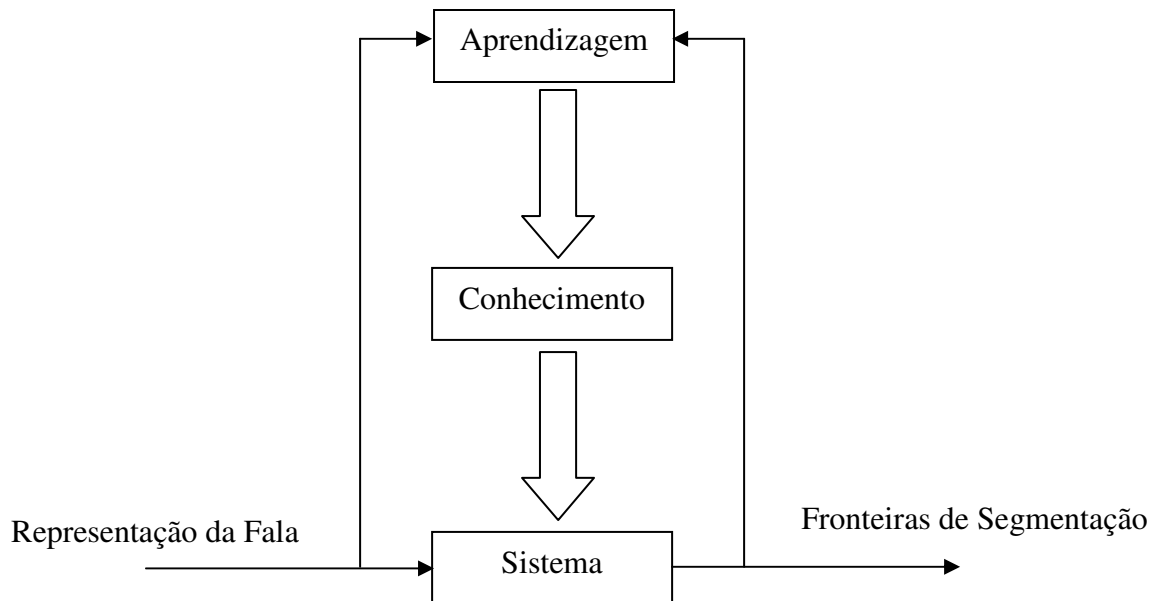 Aprendizagem
Conhecimento
Representação da Fala
Sistema
Fronteiras de Segmentação